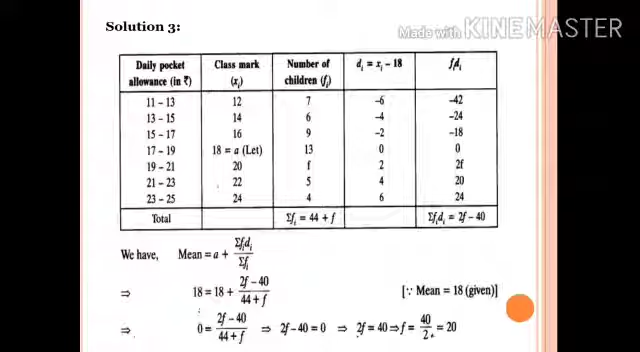 Solution 3:
Made with KINEMASTER
Daily pocket allowance (in ₹) | Class mark (xᵢ) | Number of children (fᵢ) | dᵢ = xᵢ – 18 | fᵢdᵢ
11 – 13 | 12 | 7 | –6 | –42
13 – 15 | 14 | 6 | –4 | –24
15 – 17 | 16 | 9 | –2 | –18
17 – 19 | 18 = a (Let) | 13 | 0 | 0
19 – 21 | 20 | f | 2 | 2f
21 – 23 | 22 | 5 | 4 | 20
23 – 25 | 24 | 4 | 6 | 24
Total | Σfᵢ = 44 + f | Σfᵢdᵢ = 2f – 40
We have, Mean = a + Σfᵢdᵢ / Σfᵢ
⇒ 18 = 18 + (2f – 40) / (44 + f) [∵ Mean = 18 (given)]
⇒ 0 = (2f – 40) / (44 + f) ⇒ 2f – 40 = 0 ⇒ 2f = 40 ⇒ f = 40/2 = 20